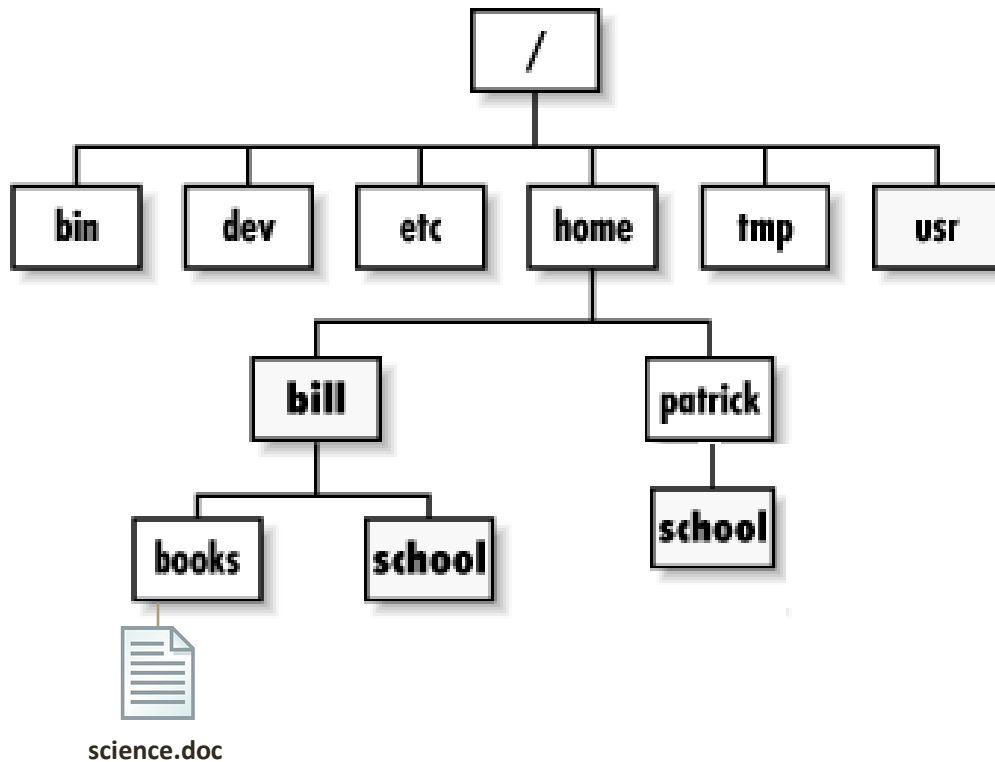 /
bin
dev
etc
home
tmp
usr
bill
patrick
books
school
school
science.doc